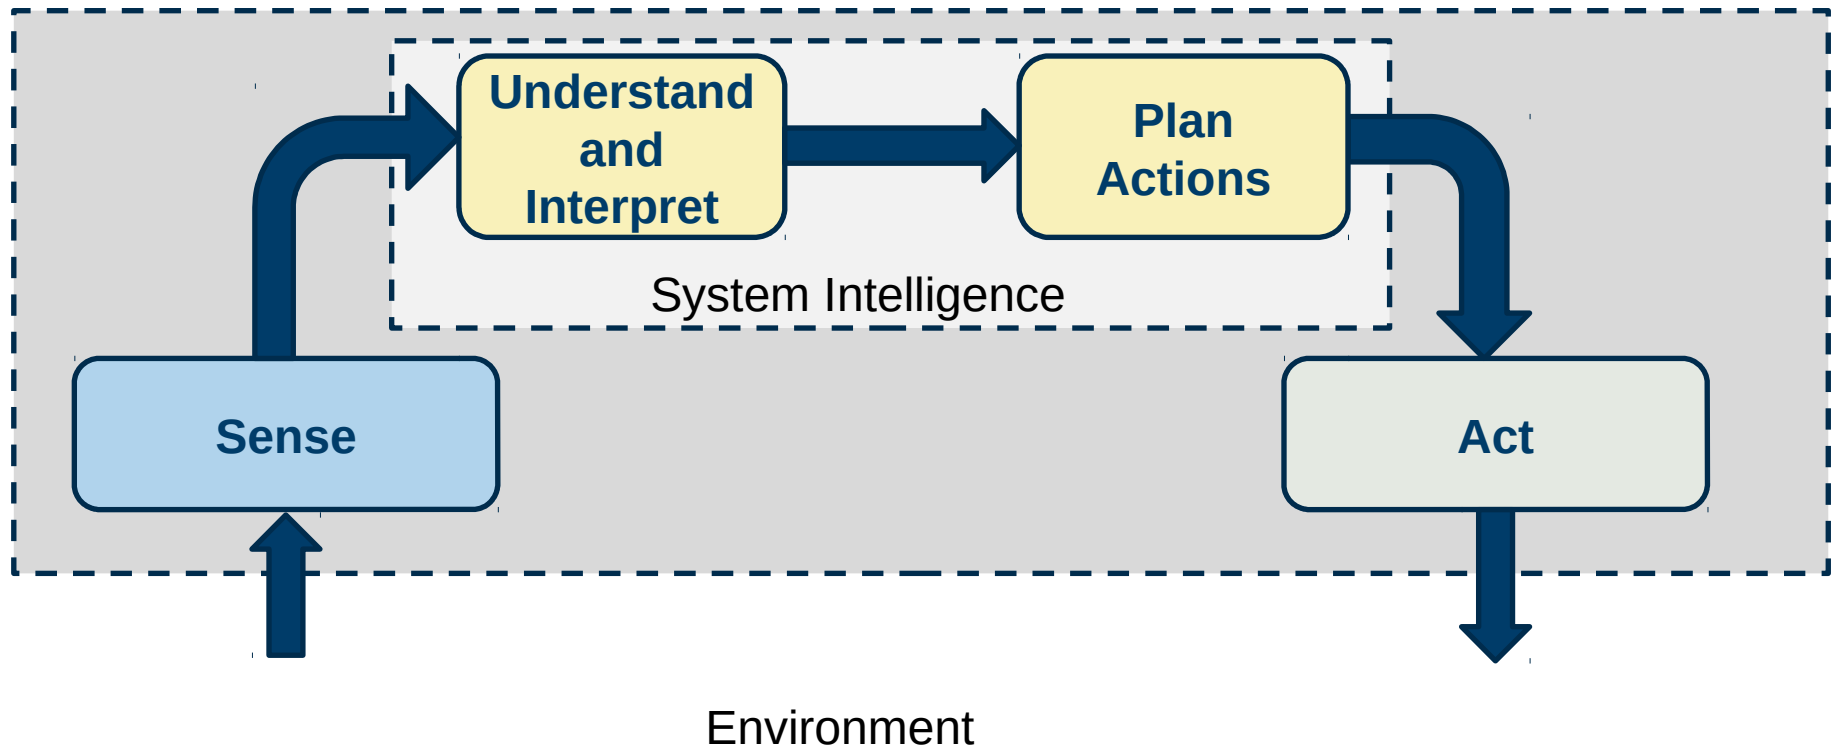 Understand
and
Interpret
Plan
Actions
System Intelligence
Sense
Act
Environment